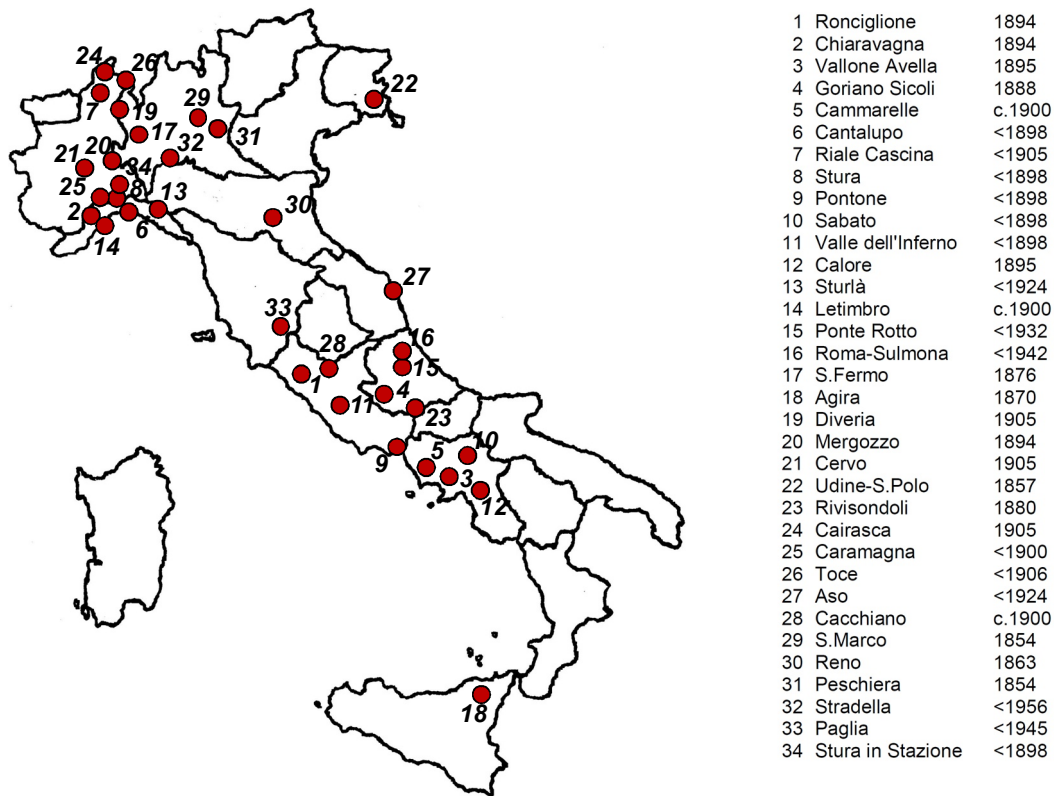 24
26
22
7
29
19
31
17
20
32
21
34
25
8
13
2
6
30
14
27
33
28
16
15
1
4
11
23
9
5
10
3
12
18
1 Ronciglione 1894
2 Chiaravagna 1894
3 Vallone Avella 1895
4 Goriano Sicoli 1888
5 Cammarelle c.1900
6 Cantalupo <1898
7 Riale Cascina <1905
8 Stura <1898
9 Pontone <1898
10 Sabato <1898
11 Valle dell'Inferno <1898
12 Calore 1895
13 Sturlà <1924
14 Letimbro c.1900
15 Ponte Rotto <1932
16 Roma-Sulmona <1942
17 S.Fermo 1876
18 Agira 1870
19 Diveria 1905
20 Mergozzo 1894
21 Cervo 1905
22 Udine-S.Polo 1857
23 Rivisondoli 1880
24 Cairasca 1905
25 Caramagna <1900
26 Toce <1906
27 Aso <1924
28 Cacchiano c.1900
29 S.Marco 1854
30 Reno 1863
31 Peschiera 1854
32 Stradella <1956
33 Paglia <1945
34 Stura in Stazione <1898